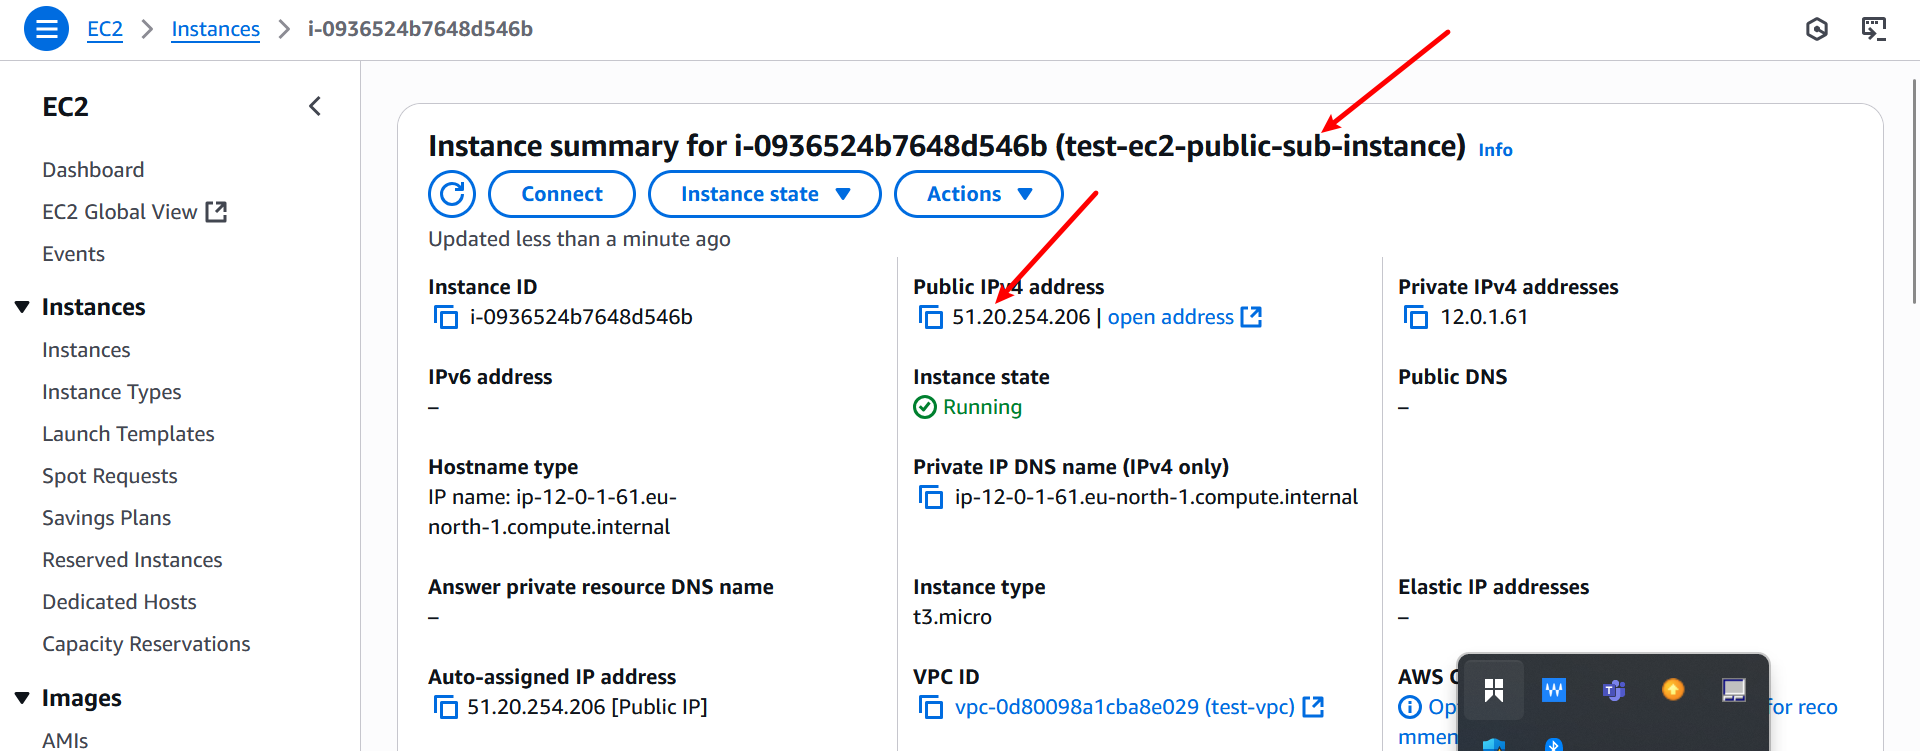 EC2 Instances i-0936524b7648d546b
EC2
Dashboard
EC2 Global View
Events
Instances
Instances
Instance Types
Launch Templates
Spot Requests
Savings Plans
Reserved Instances
Dedicated Hosts
Capacity Reservations
Images
AMIs
Instance summary for i-0936524b7648d546b (test-ec2-public-sub-instance) Info
Connect Instance state Actions
Updated less than a minute ago
Instance ID
i-0936524b7648d546b
Public IPv4 address
51.20.254.206 | open address
Private IPv4 addresses
12.0.1.61
IPv6 address
–
Instance state
Running
Public DNS
–
Hostname type
IP name: ip-12-0-1-61.eu-
north-1.compute.internal
Private IP DNS name (IPv4 only)
ip-12-0-1-61.eu-north-1.compute.internal
Answer private resource DNS name
–
Instance type
t3.micro
Elastic IP addresses
–
Auto-assigned IP address
51.20.254.206 [Public IP]
VPC ID
vpc-0d80098a1cba8e029 (test-vpc)
AWS
for reco